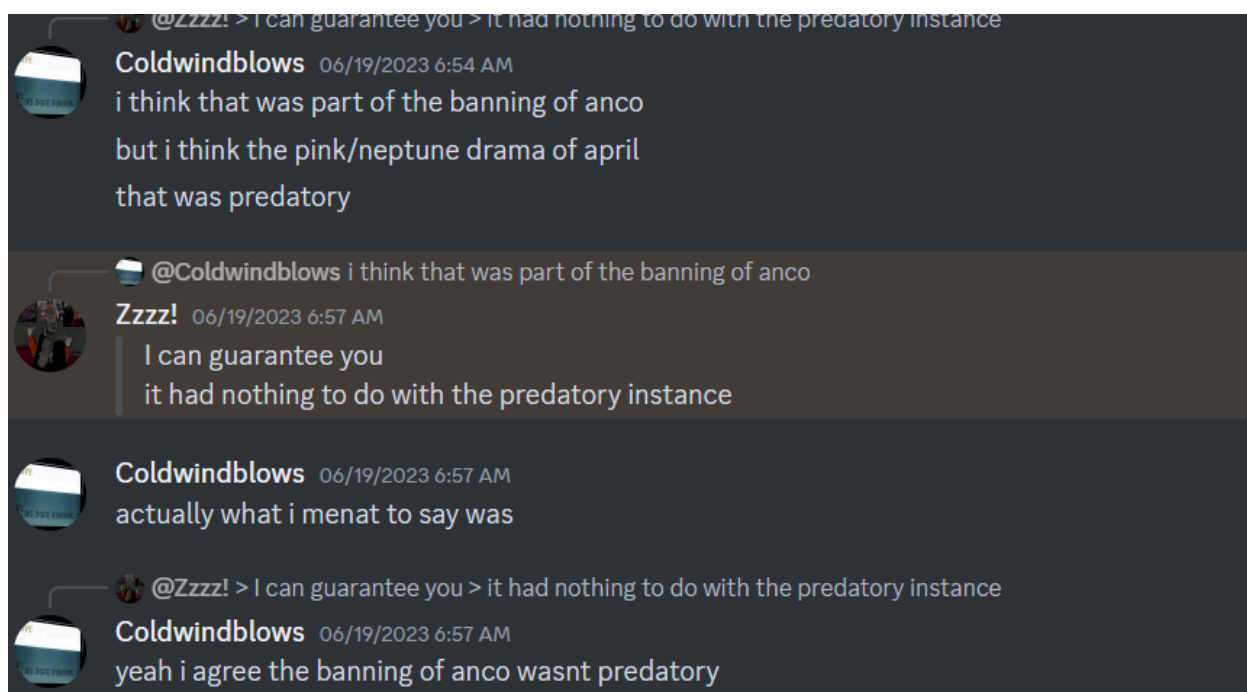 @Zzzz! > I can guarantee you > it had nothing to do with the predatory instance
Coldwindblows 06/19/2023 6:54 AM
i think that was part of the banning of anco
but i think the pink/neptune drama of april
that was predatory
@Coldwindblows i think that was part of the banning of anco
Zzzz! 06/19/2023 6:57 AM
I can guarantee you
it had nothing to do with the predatory instance
Coldwindblows 06/19/2023 6:57 AM
actually what i menat to say was
@Zzzz! > I can guarantee you > it had nothing to do with the predatory instance
Coldwindblows 06/19/2023 6:57 AM
yeah i agree the banning of anco wasnt predatory